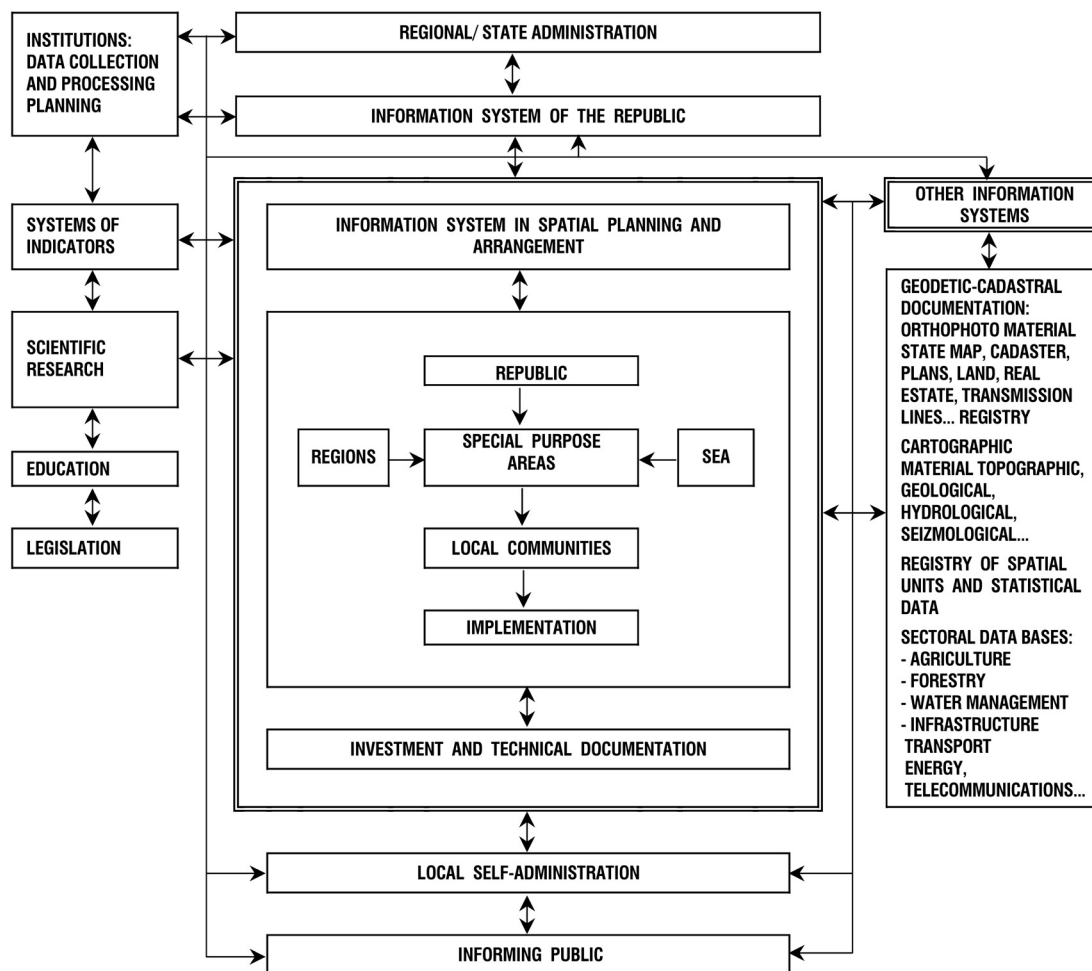 INSTITUTIONS:
DATA COLLECTION
AND PROCESSING
PLANNING
REGIONAL/ STATE ADMINISTRATION
INFORMATION SYSTEM OF THE REPUBLIC
SYSTEMS OF
INDICATORS
SCIENTIFIC
RESEARCH
EDUCATION
LEGISLATION
INFORMATION SYSTEM IN SPATIAL PLANNING AND
ARRANGEMENT
REPUBLIC
REGIONS
SPECIAL PURPOSE
AREAS
SEA
LOCAL COMMUNITIES
IMPLEMENTATION
INVESTMENT AND TECHNICAL DOCUMENTATION
LOCAL SELF-ADMINISTRATION
INFORMING PUBLIC
OTHER INFORMATION
SYSTEMS
GEODETIC-CADASTRAL
DOCUMENTATION:
ORTHOPHOTO MATERIAL
STATE MAP, CADASTER,
PLANS, LAND, REAL
ESTATE, TRANSMISSION
LINES... REGISTRY
CARTOGRAPHIC
MATERIAL TOPOGRAPHIC,
GEOLOGICAL,
HYDROLOGICAL,
SEIZMOLOGICAL...
REGISTRY OF SPATIAL
UNITS AND STATISTICAL
DATA
SECTORAL DATA BASES:
- AGRICULTURE
- FORESTRY
- WATER MANAGEMENT
- INFRASTRUCTURE
TRANSPORT
ENERGY,
TELECOMMUNICATIONS...